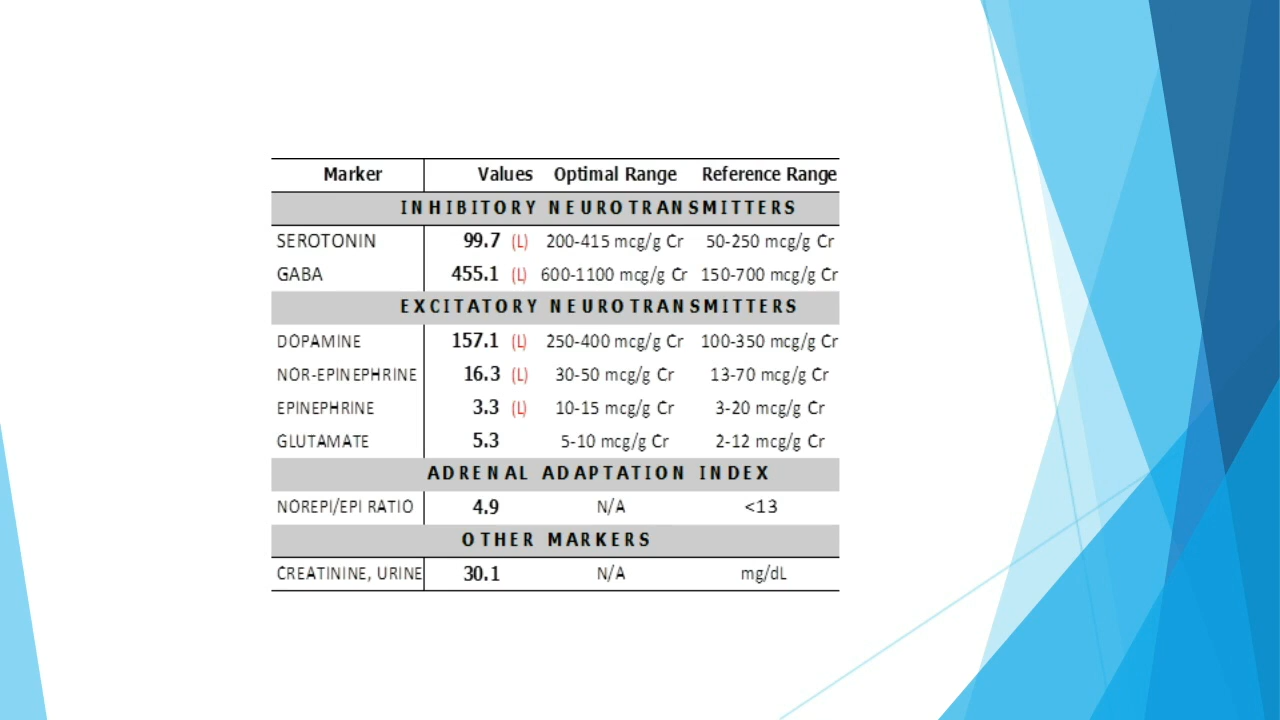 Marker Values Optimal Range Reference Range
INHIBITORY NEUROTRANSMITTERS
SEROTONIN 99.7 (L) 200-415 mcg/g Cr 50-250 mcg/g Cr
GABA 455.1 (L) 600-1100 mcg/g Cr 150-700 mcg/g Cr
EXCITATORY NEUROTRANSMITTERS
DOPAMINE 157.1 (L) 250-400 mcg/g Cr 100-350 mcg/g Cr
NOR-EPINEPHRINE 16.3 (L) 30-50 mcg/g Cr 13-70 mcg/g Cr
EPINEPHRINE 3.3 (L) 10-15 mcg/g Cr 3-20 mcg/g Cr
GLUTAMATE 5.3 5-10 mcg/g Cr 2-12 mcg/g Cr
ADRENAL ADAPTATION INDEX
NOREPI/EPI RATIO 4.9 N/A <13
OTHER MARKERS
CREATININE, URINE 30.1 N/A mg/dL